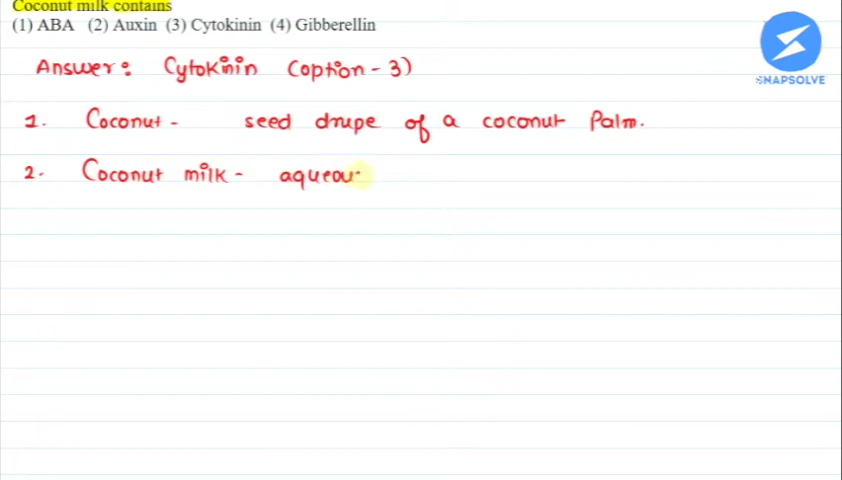 Coconut milk contains
(1) ABA (2) Auxin (3) Cytokinin (4) Gibberellin
SNAPSOLVE
Answer: Cytokinin (option - 3)
1. Coconut - seed drupe of a coconut Palm.
2. Coconut milk - aqueou